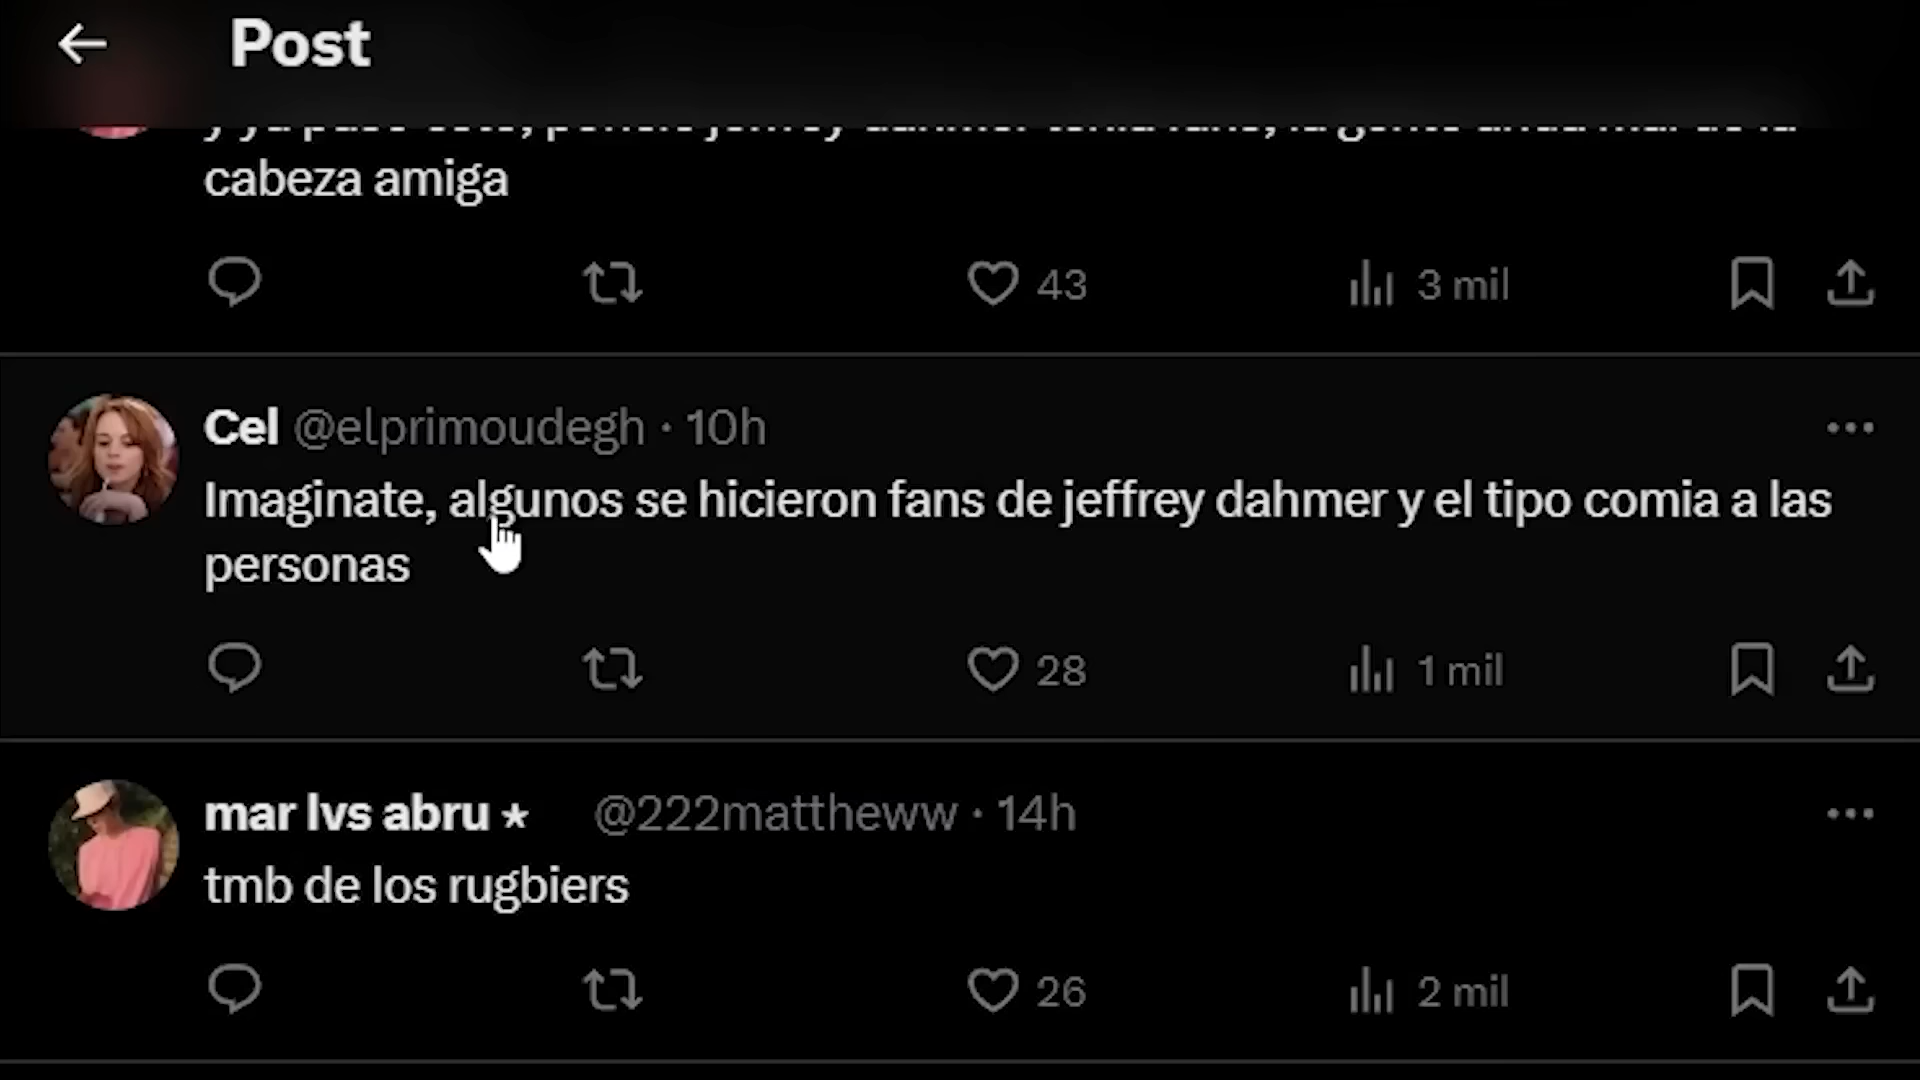 Post
cabeza amiga
43
3 mil
Cel @elprimoudegh · 10h
Imaginate, algunos se hicieron fans de jeffrey dahmer y el tipo comia a las
personas
28
1 mil
mar lvs abru ⋆ @222mattheww · 14h
tmb de los rugbiers
26
2 mil